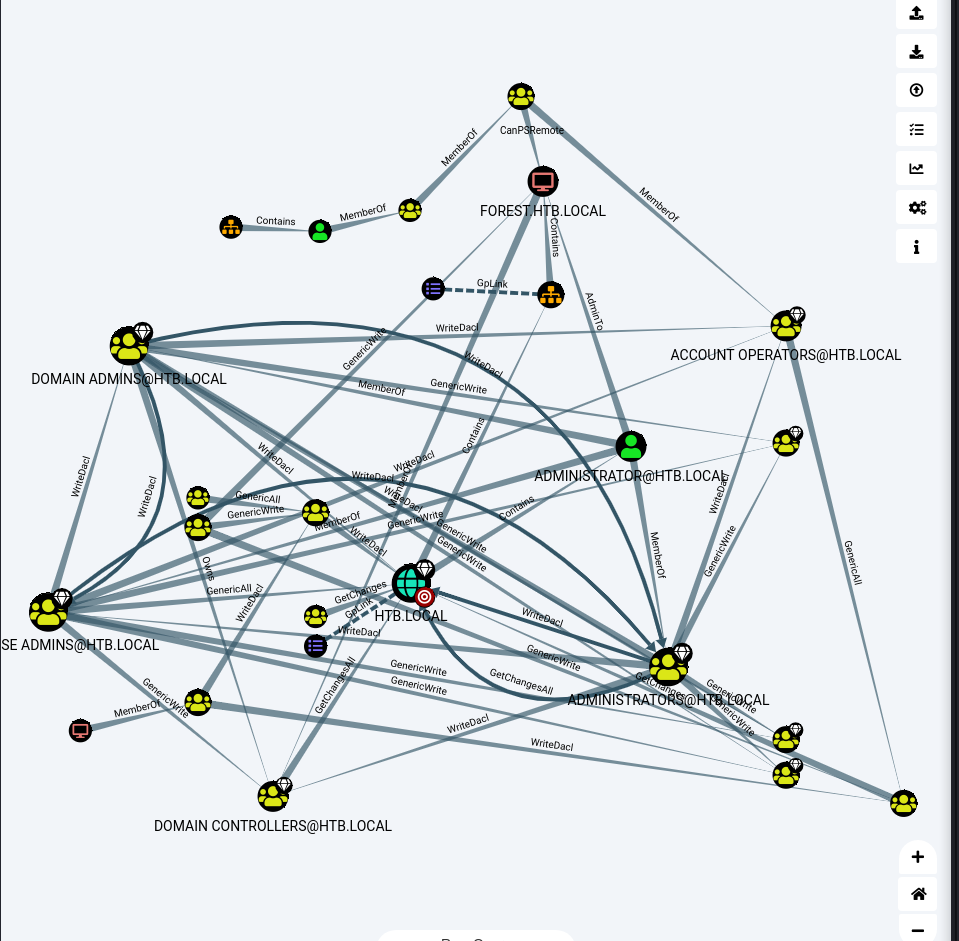 CanPSRemote
MemberOf
MemberOf
FOREST.HTB.LOCAL
MemberOf
Contains
Contains
GpLink
AdminTo
WriteDacl
GenericWrite
ACCOUNT OPERATORS@HTB.LOCAL
WriteDacl
DOMAIN ADMINS@HTB.LOCAL
MemberOf
GenericWrite
Contains
WriteDacl
WriteDacl
WriteDacl
ADMINISTRATOR@HTB.LOCAL
WriteDacl
WriteDacl
WriteDacl
WriteDacl
GenericAll
Contains
GenericWrite
MemberOf
GenericWrite
GenericWrite
WriteDacl
GenericWrite
GenericWrite
MemberOf
Owns
GenericAll
GenericAll
GetChanges
WriteDacl
GpLink
HTB.LOCAL
WriteDacl
WriteDacl
SE ADMINS@HTB.LOCAL
GenericWrite
GenericWrite
GenericWrite
GetChangesAll
GetChangesAll
GenericWrite
ADMINISTRATORS@HTB.LOCAL
GenericWrite
MemberOf
WriteDacl
WriteDacl
DOMAIN CONTROLLERS@HTB.LOCAL